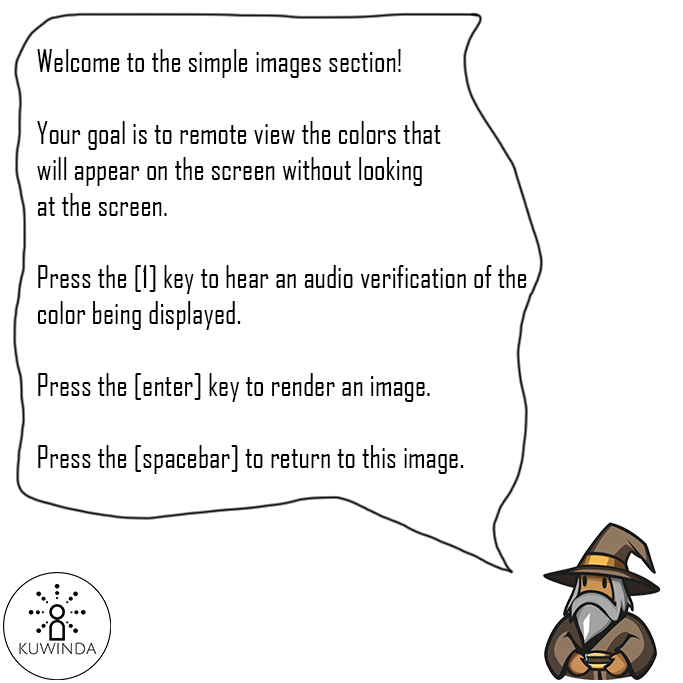 Welcome to the simple images section!
Your goal is to remote view the colors that
will appear on the screen without looking
at the screen.
Press the [1] key to hear an audio verification of the
color being displayed.
Press the [enter] key to render an image.
Press the [spacebar] to return to this image.
KUWINDA